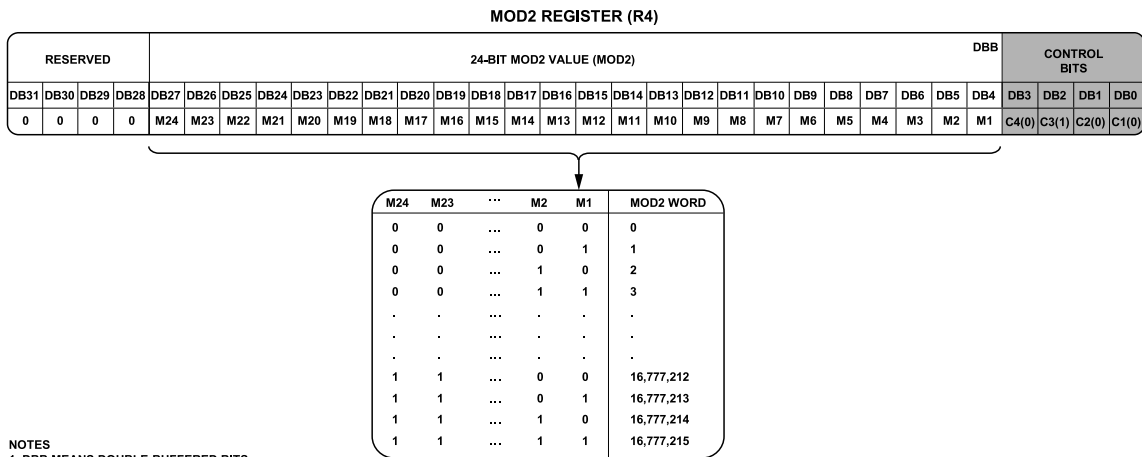 MOD2 REGISTER (R4)
RESERVED 24-BIT MOD2 VALUE (MOD2) DBB CONTROL BITS
DB31 DB30 DB29 DB28 DB27 DB26 DB25 DB24 DB23 DB22 DB21 DB20 DB19 DB18 DB17 DB16 DB15 DB14 DB13 DB12 DB11 DB10 DB9 DB8 DB7 DB6 DB5 DB4 DB3 DB2 DB1 DB0
0 0 0 0 M24 M23 M22 M21 M20 M19 M18 M17 M16 M15 M14 M13 M12 M11 M10 M9 M8 M7 M6 M5 M4 M3 M2 M1 C4(0) C3(1) C2(0) C1(0)
M24 M23 ... M2 M1 MOD2 WORD
0 0 ... 0 0 0
0 0 ... 0 1 1
0 0 ... 1 0 2
0 0 ... 1 1 3
. . ... . . .
. . ... . . .
. . ... . . .
1 1 ... 0 0 16,777,212
1 1 ... 0 1 16,777,213
1 1 ... 1 0 16,777,214
1 1 ... 1 1 16,777,215
NOTES